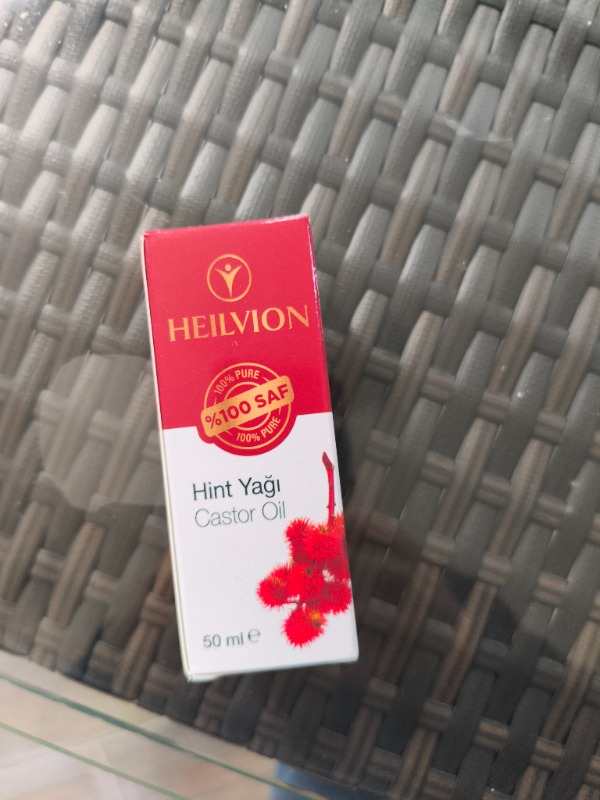 HEILVION
100% PURE
%100 SAF
100% PURE
Hint Yağı
Castor Oil
50 ml ℮